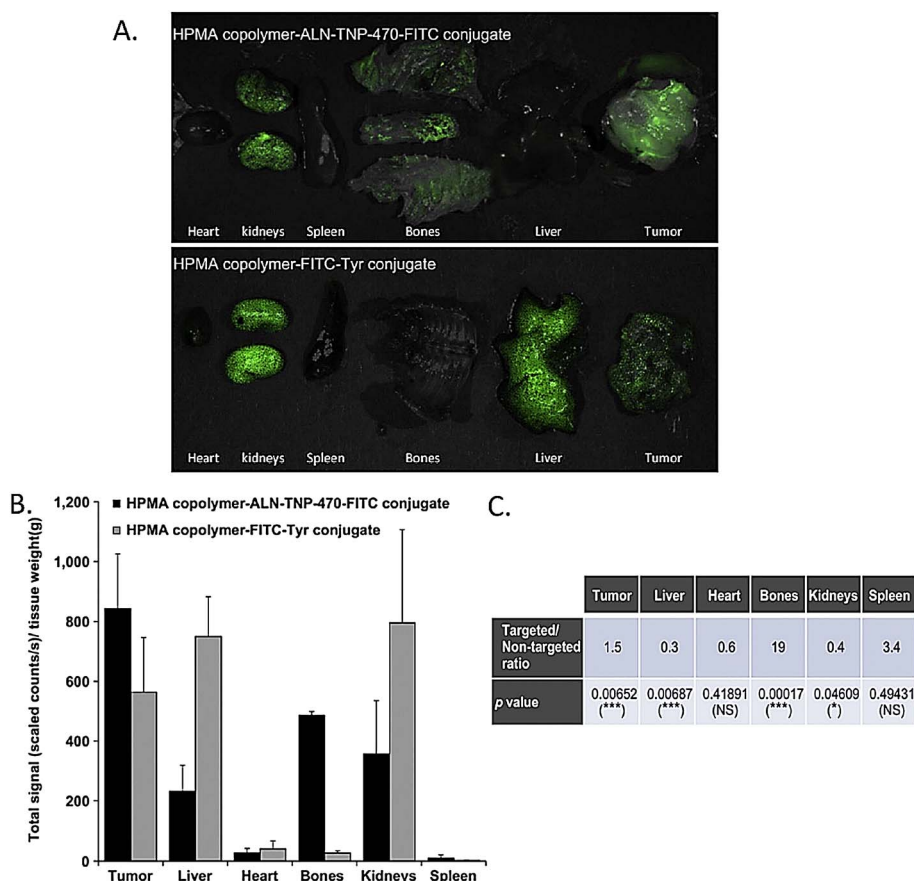 A.
HPMA copolymer-ALN-TNP-470-FITC conjugate
Heart kidneys Spleen Bones Liver Tumor
HPMA copolymer-FITC-Tyr conjugate
Heart kidneys Spleen Bones Liver Tumor
B.
Total signal (scaled counts/s)/ tissue weight(g)
1,200
1,000
800
600
400
200
0
HPMA copolymer-ALN-TNP-470-FITC conjugate
HPMA copolymer-FITC-Tyr conjugate
Tumor Liver Heart Bones Kidneys Spleen
C.
Tumor Liver Heart Bones Kidneys Spleen
Targeted/
Non-targeted
ratio
1.5 0.3 0.6 19 0.4 3.4
p value
0.00652 0.00687 0.41891 0.00017 0.04609 0.49431
(***) (***) (NS) (***) (*) (NS)